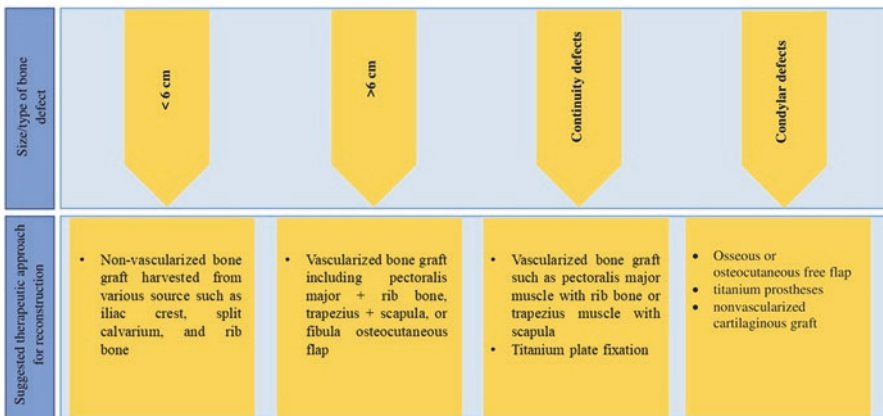 Size/type of bone
defect
< 6 cm
>6 cm
Continuity defects
Condylar defects
Suggested therapeutic approach
for reconstruction
• Non-vascularized bone
graft harvested from
various source such as
iliac crest, split
calvarium, and rib
bone
• Vascularized bone graft
including pectoralis
major + rib bone,
trapezius + scapula, or
fibula osteocutaneous
flap
• Vascularized bone graft
such as pectoralis major
muscle with rib bone or
trapezius muscle with
scapula
• Titanium plate fixation
• Osseous or
osteocutaneous free flap
• titanium prostheses
• nonvascularized
cartilaginous graft